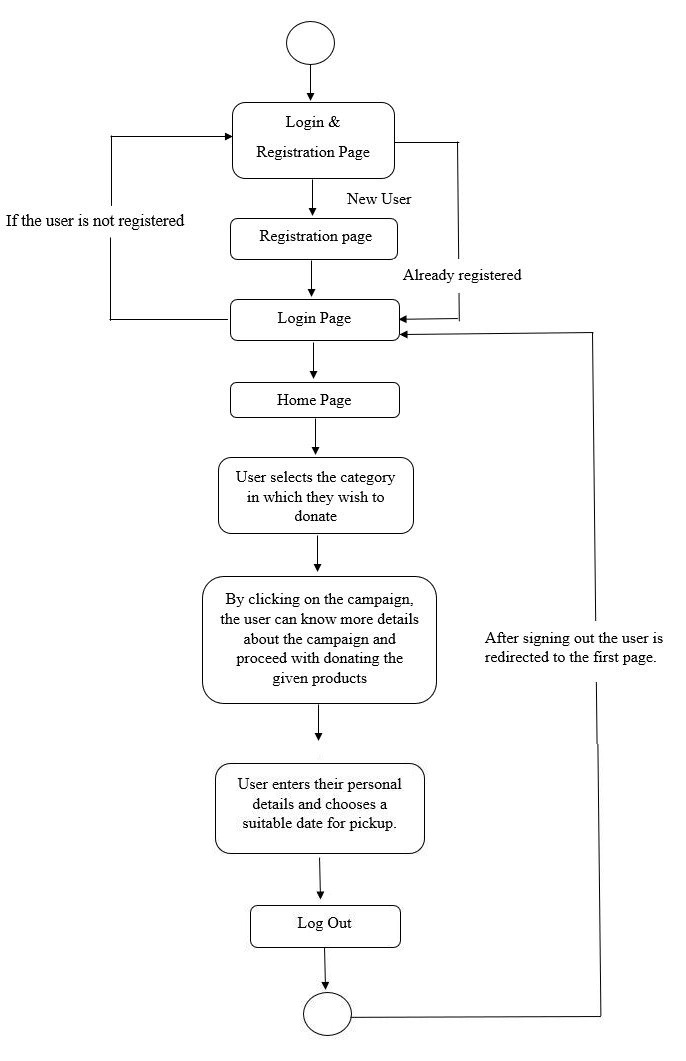 Login &
Registration Page
New User
If the user is not registered
Registration page
Already registered
Login Page
Home Page
User selects the category
in which they wish to
donate
By clicking on the campaign,
the user can know more details
about the campaign and
proceed with donating the
given products
After signing out the user is
redirected to the first page.
User enters their personal
details and chooses a
suitable date for pickup.
Log Out